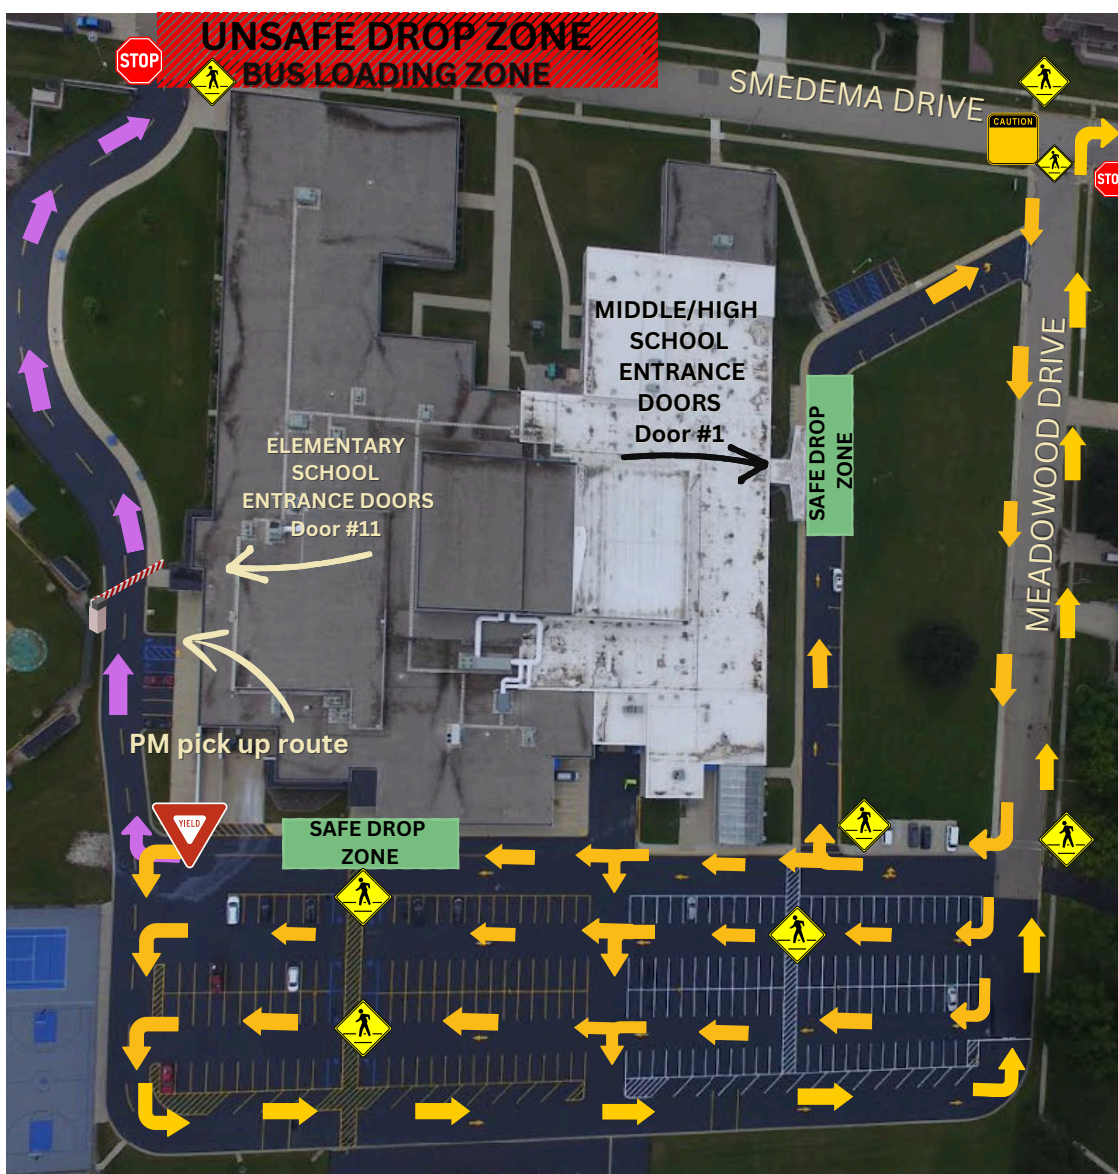 UNSAFE DROP ZONE
BUS LOADING ZONE
STOP
SMEDEMA DRIVE
CAUTION
STO
MIDDLE/HIGH
SCHOOL
ENTRANCE
DOORS
Door #1
SAFE DROP
ZONE
MEADOWOOD DRIVE
ELEMENTARY
SCHOOL
ENTRANCE DOORS
Door #11
PM pick up route
YIELD
SAFE DROP
ZONE